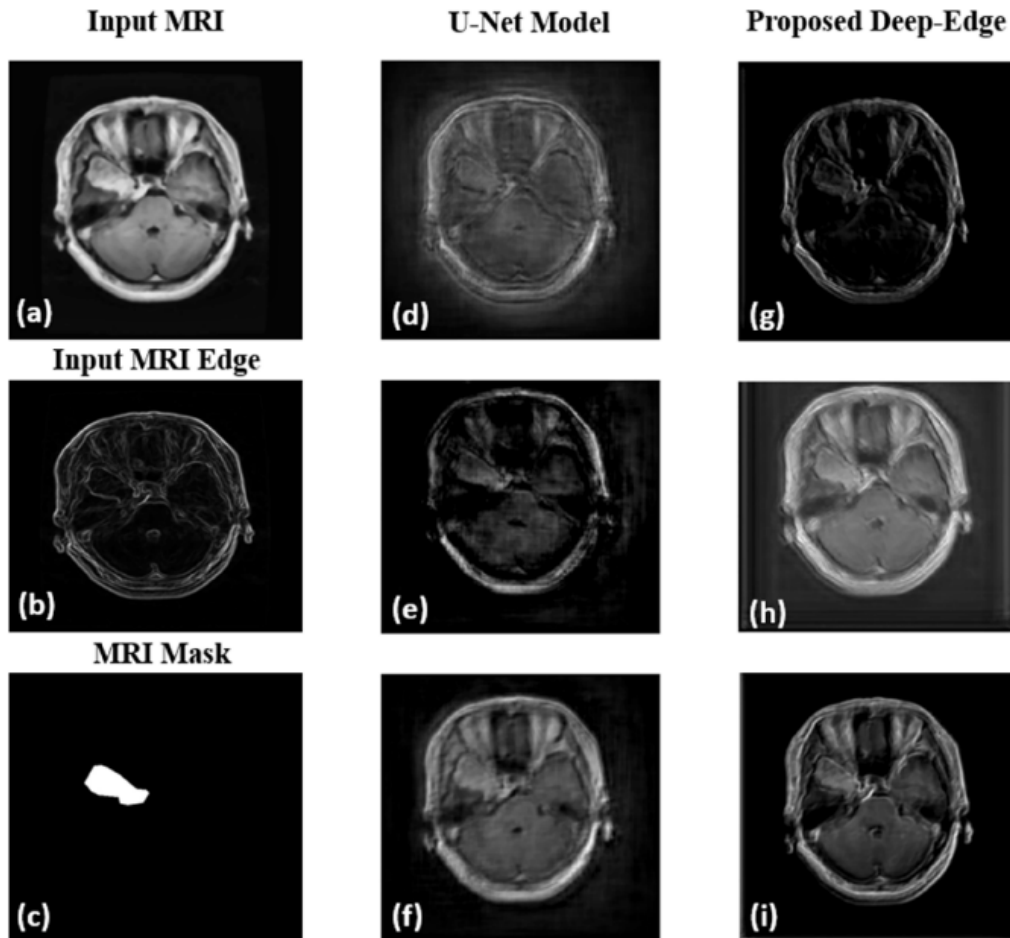 Input MRI
U-Net Model
Proposed Deep-Edge
(a)
(d)
(g)
Input MRI Edge
(b)
(e)
(h)
MRI Mask
(c)
(f)
(i)